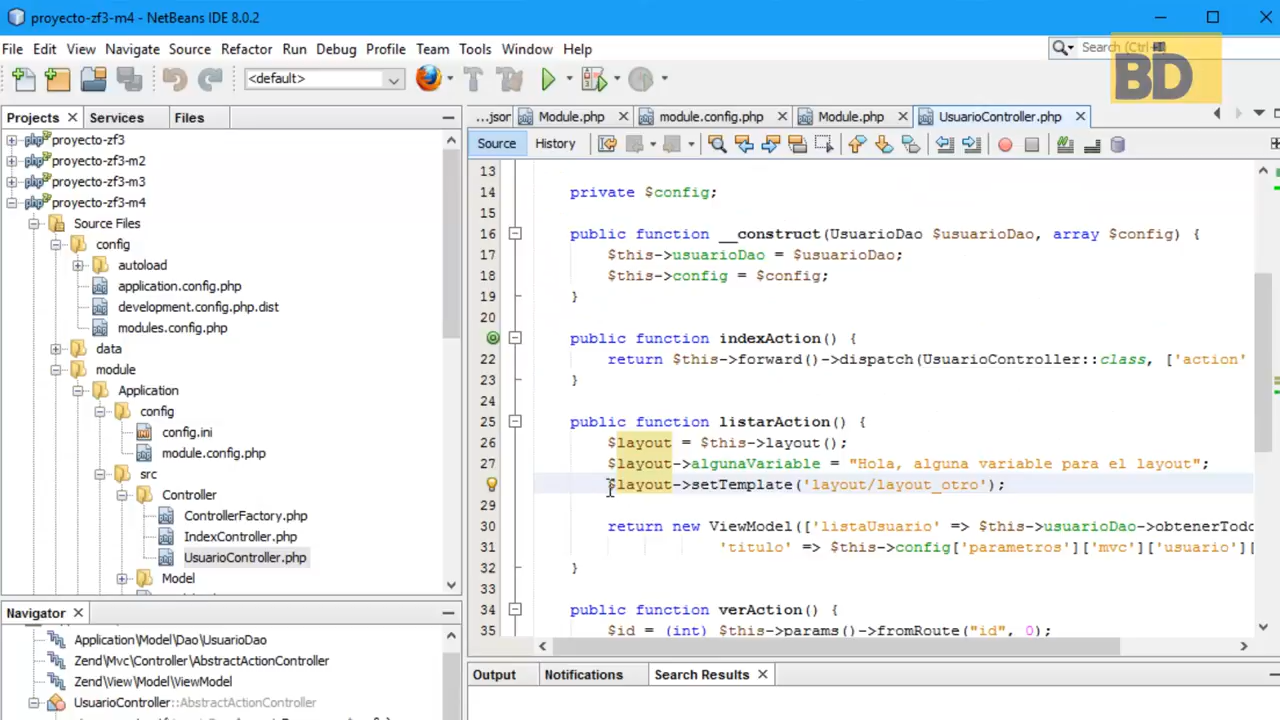 proyecto-zf3-m4 - NetBeans IDE 8.0.2
File Edit View Navigate Source Refactor Run Debug Profile Team Tools Window Help
Search (Ctrl+
BD
<default>
Projects Services Files
...json Module.php module.config.php Module.php UsuarioController.php
Source History
proyecto-zf3
proyecto-zf3-m2
proyecto-zf3-m3
proyecto-zf3-m4
Source Files
config
autoload
application.config.php
development.config.php.dist
modules.config.php
data
module
Application
config
config.ini
module.config.php
src
Controller
ControllerFactory.php
IndexController.php
UsuarioController.php
Model
13
14 private $config;
15
16 public function __construct(UsuarioDao $usuarioDao, array $config) {
17 $this->usuarioDao = $usuarioDao;
18 $this->config = $config;
19 }
20
public function indexAction() {
22 return $this->forward()->dispatch(UsuarioController::class, ['action'
23 }
24
25 public function listarAction() {
26 $layout = $this->layout();
27 $layout->algunaVariable = "Hola, alguna variable para el layout";
$layout->setTemplate('layout/layout_otro');
29
30 return new ViewModel(['listaUsuario' => $this->usuarioDao->obtenerTodo
31 'titulo' => $this->config['parametros']['mvc']['usuario'][
32 }
33
34 public function verAction() {
35 $id = (int) $this->params()->fromRoute("id", 0);
Navigator
Application\Model\Dao\UsuarioDao
Zend\Mvc\Controller\AbstractActionController
Zend\View\Model\ViewModel
UsuarioController::AbstractActionController
Output Notifications Search Results